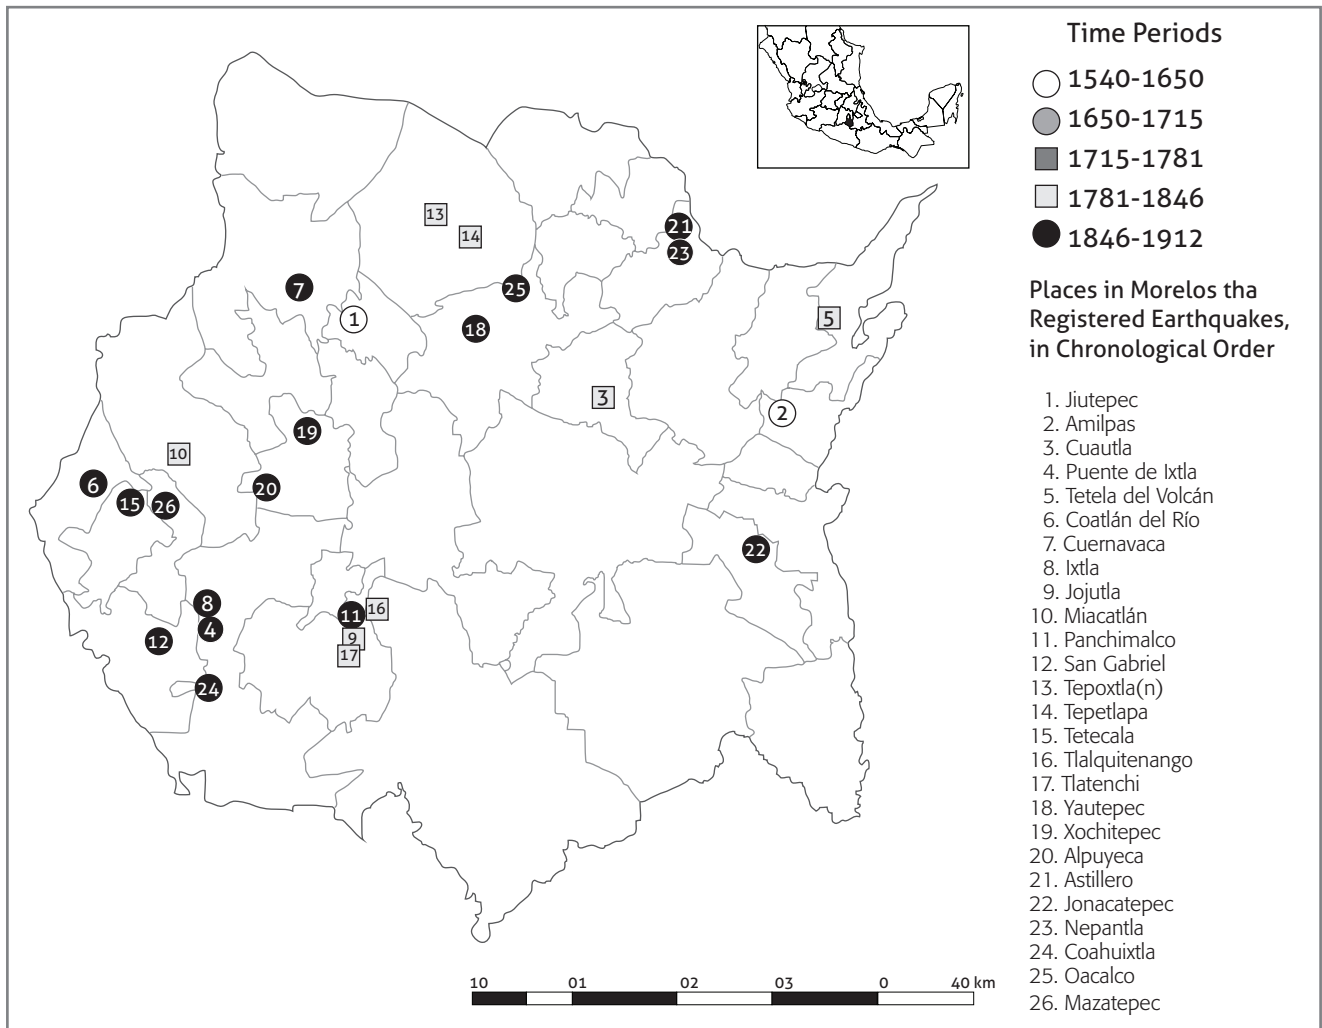 Time Periods
1540-1650
1650-1715
1715-1781
1781-1846
1846-1912
Places in Morelos tha
Registered Earthquakes,
in Chronological Order
1. Jiutepec
2. Amilpas
3. Cuautla
4. Puente de Ixtla
5. Tetela del Volcán
6. Coatlán del Río
7. Cuernavaca
8. Ixtla
9. Jojutla
10. Miacatlán
11. Panchimalco
12. San Gabriel
13. Tepoxtla(n)
14. Tepetlapa
15. Tetecala
16. Tlalquitenango
17. Tlatenchi
18. Yautepec
19. Xochitepec
20. Alpuyeca
21. Astillero
22. Jonacatepec
23. Nepantla
24. Coahuixtla
25. Oacalco
26. Mazatepec
13
14
21
23
7
25
1
18
5
3
2
19
10
6
20
15
26
22
8
16
11
4
9
12
17
24
10 01 02 03 0 40 km